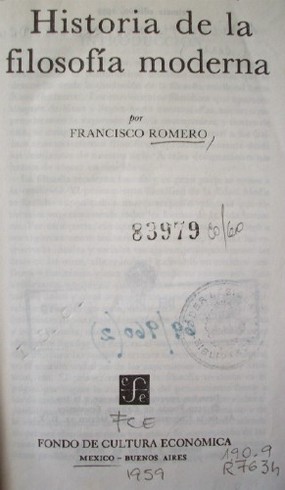 Historia de la
filosofía moderna
por
FRANCISCO ROMERO
83979
FCE
FONDO DE CULTURA ECONÓMICA
MEXICO – BUENOS AIRES
1959
190.9
R763h